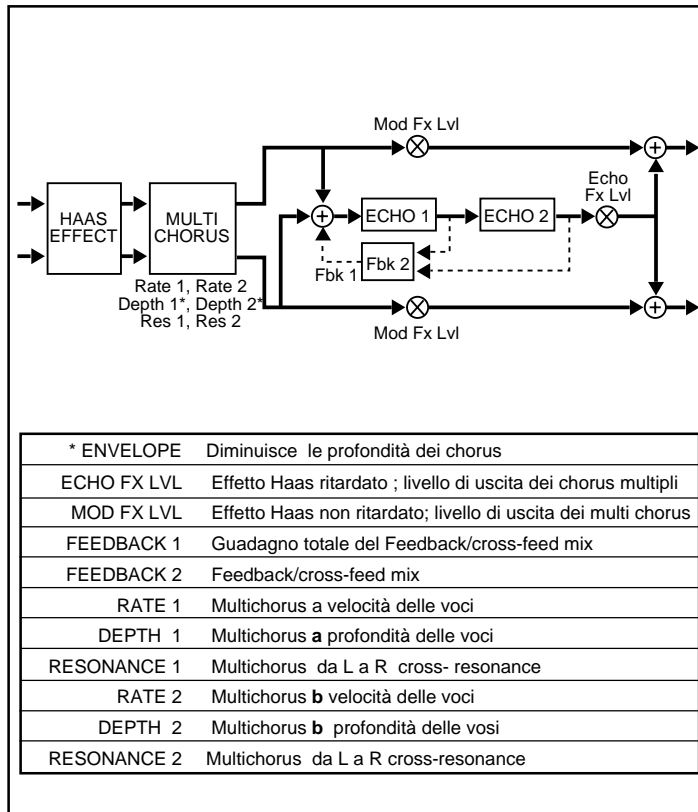 Mod Fx Lvl
Echo
Fx Lvl
HAAS
EFFECT
MULTI
CHORUS
ECHO 1
ECHO 2
Fbk 1
Fbk 2
Rate 1, Rate 2
Depth 1*, Depth 2*
Res 1, Res 2
Mod Fx Lvl
* ENVELOPE Diminuisce le profondità dei chorus
ECHO FX LVL Effetto Haas ritardato ; livello di uscita dei chorus multipli
MOD FX LVL Effetto Haas non ritardato; livello di uscita dei multi chorus
FEEDBACK 1 Guadagno totale del Feedback/cross-feed mix
FEEDBACK 2 Feedback/cross-feed mix
RATE 1 Multichorus a velocità delle voci
DEPTH 1 Multichorus a profondità delle voci
RESONANCE 1 Multichorus da L a R cross- resonance
RATE 2 Multichorus b velocità delle voci
DEPTH 2 Multichorus b profondità delle vosi
RESONANCE 2 Multichorus da L a R cross-resonance